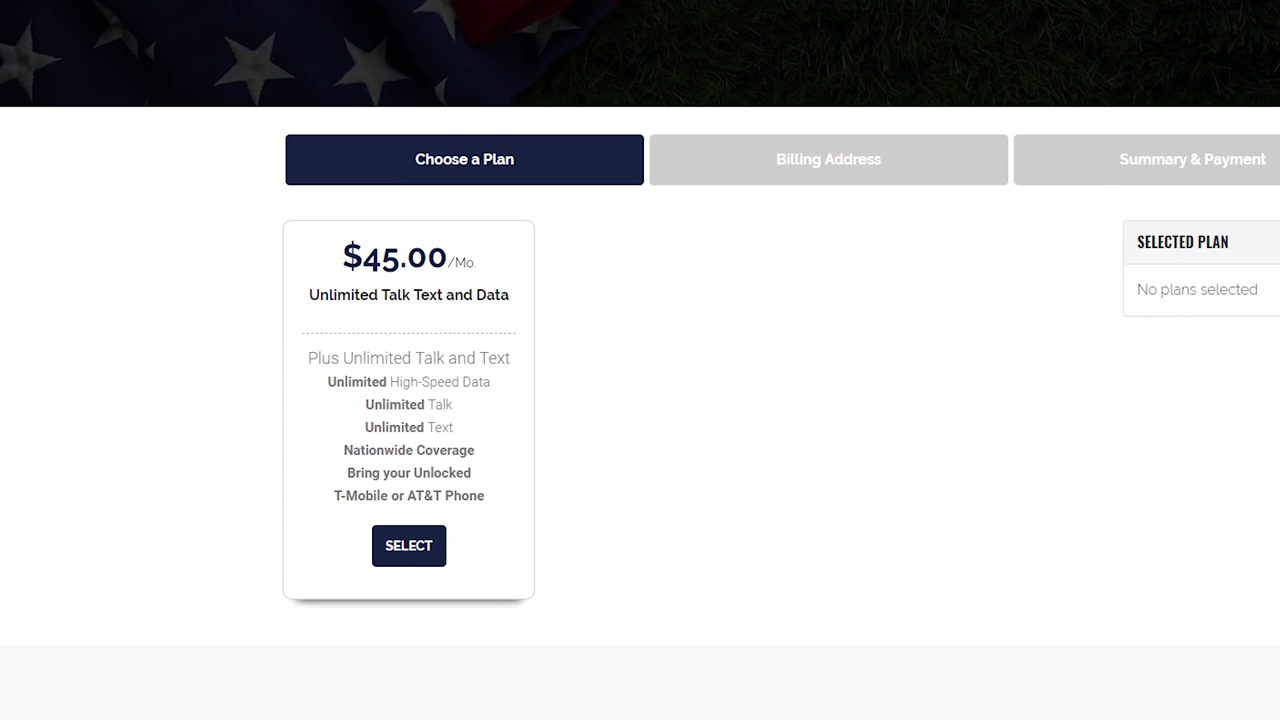 Choose a Plan
Billing Address
Summary & Payment
$45.00/Mo.
Unlimited Talk Text and Data
Plus Unlimited Talk and Text
Unlimited High-Speed Data
Unlimited Talk
Unlimited Text
Nationwide Coverage
Bring your Unlocked
T-Mobile or AT&T Phone
SELECT
SELECTED PLAN
No plans selected